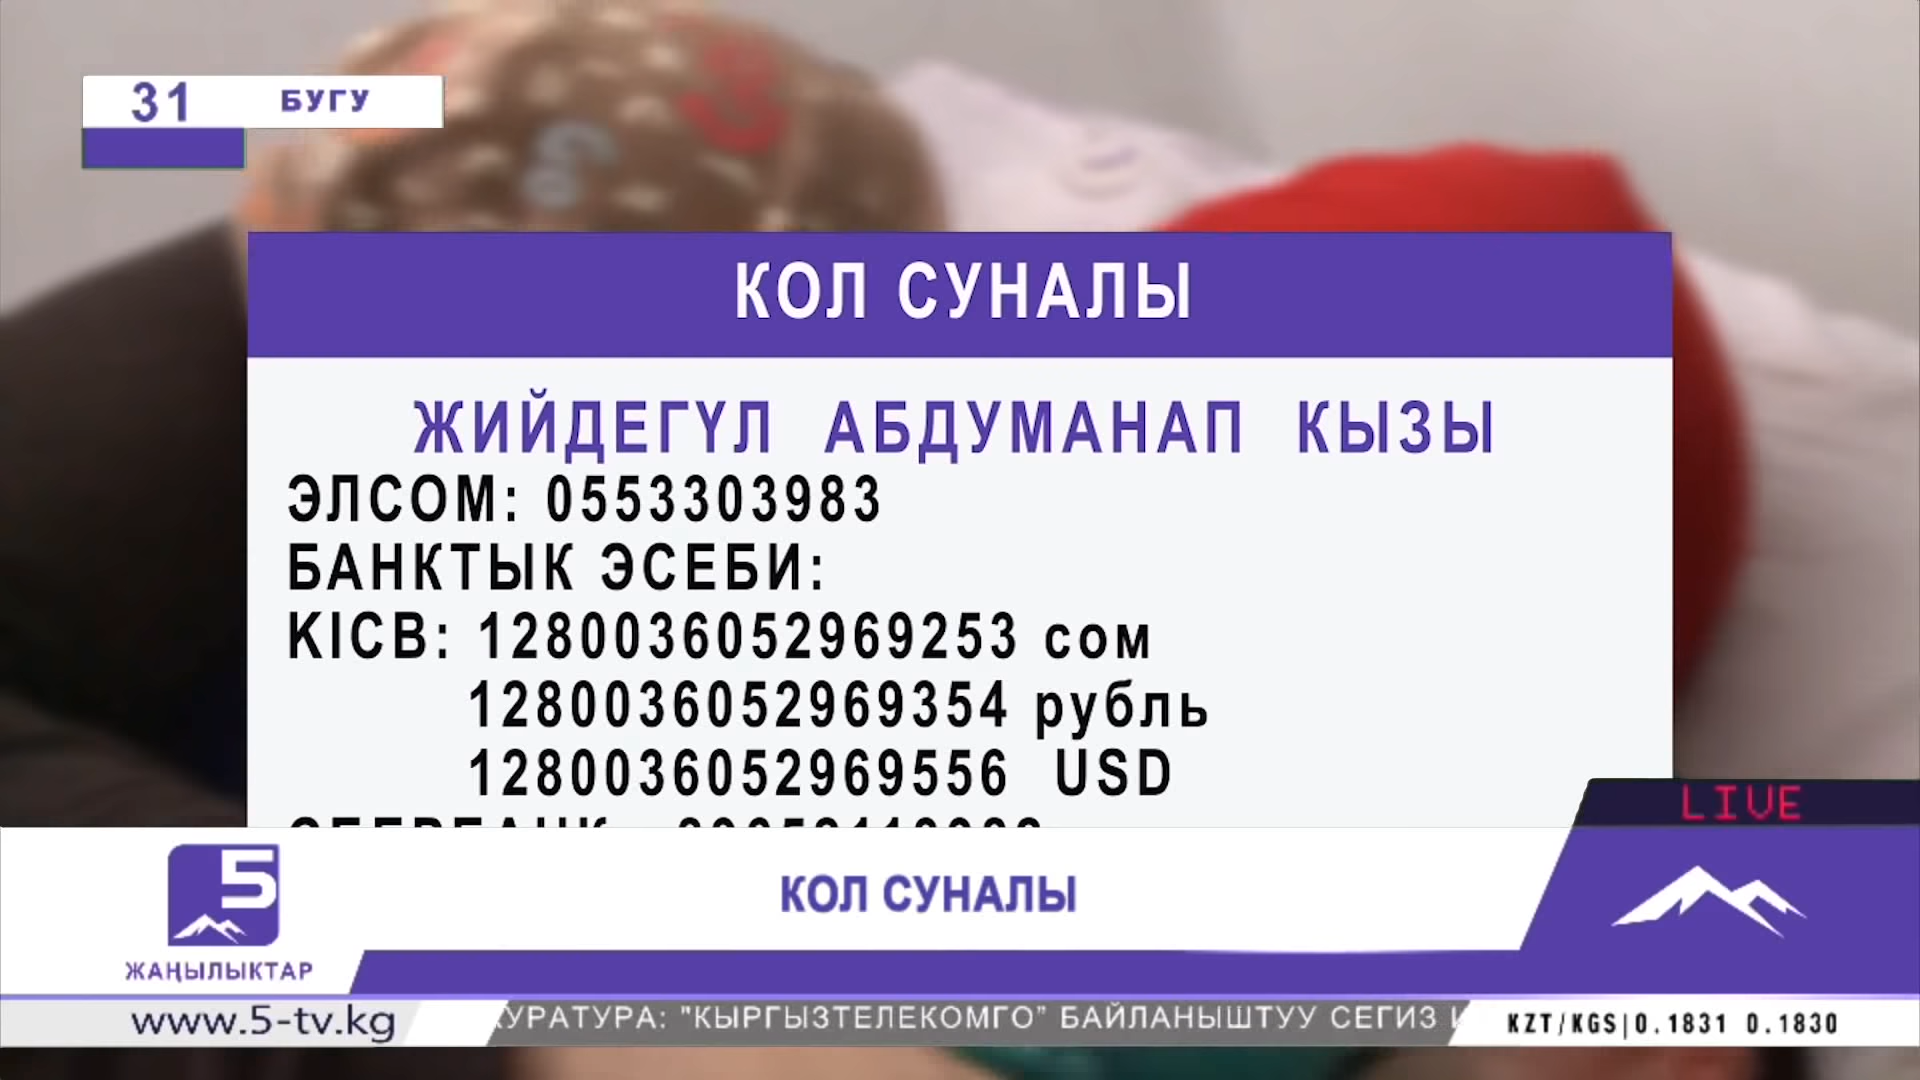 31 БУГУ
КОЛ СУНАЛЫ
ЖИЙДЕГҮЛ АБДУМАНАП КЫЗЫ
ЭЛСОМ: 0553303983
БАНКТЫК ЭСЕБИ:
KICB: 1280036052969253 сом
1280036052969354 рубль
1280036052969556 USD
LIVE
5
КОЛ СУНАЛЫ
ЖАҢЫЛЫКТАР
www.5-tv.kg
УРАТУРА: "КЫРГЫЗТЕЛЕКОМГО" БАЙЛАНЫШТУУ СЕГИЗ
KZT/KGS|0.1831 0.1830